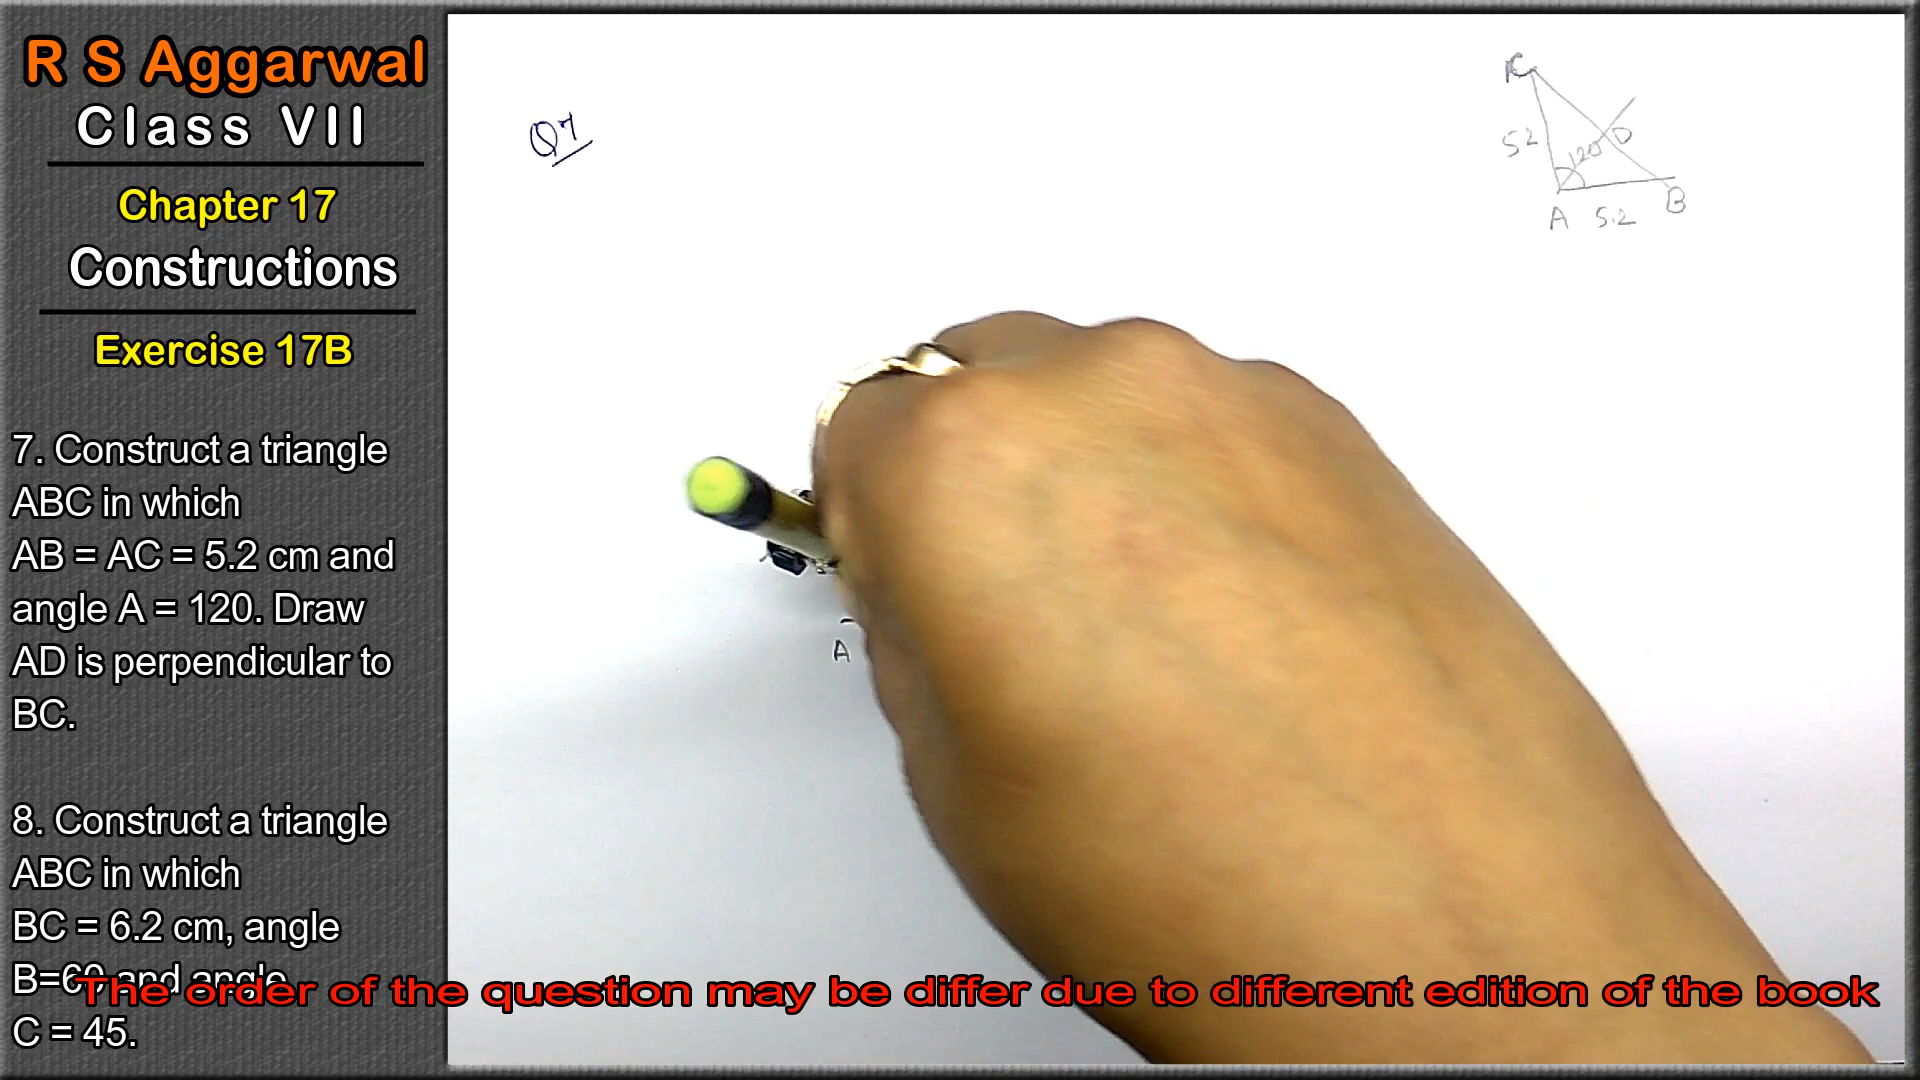 R S Aggarwal
Class VII
Chapter 17
Constructions
Exercise 17B
7. Construct a triangle
ABC in which
AB = AC = 5.2 cm and
angle A = 120. Draw
AD is perpendicular to
BC.
8. Construct a triangle
ABC in which
BC = 6.2 cm, angle
B=60 and angle
C = 45.
The order of the question may be differ due to different edition of the book
Q7
C
5.2
120
D
A 5.2 B
A